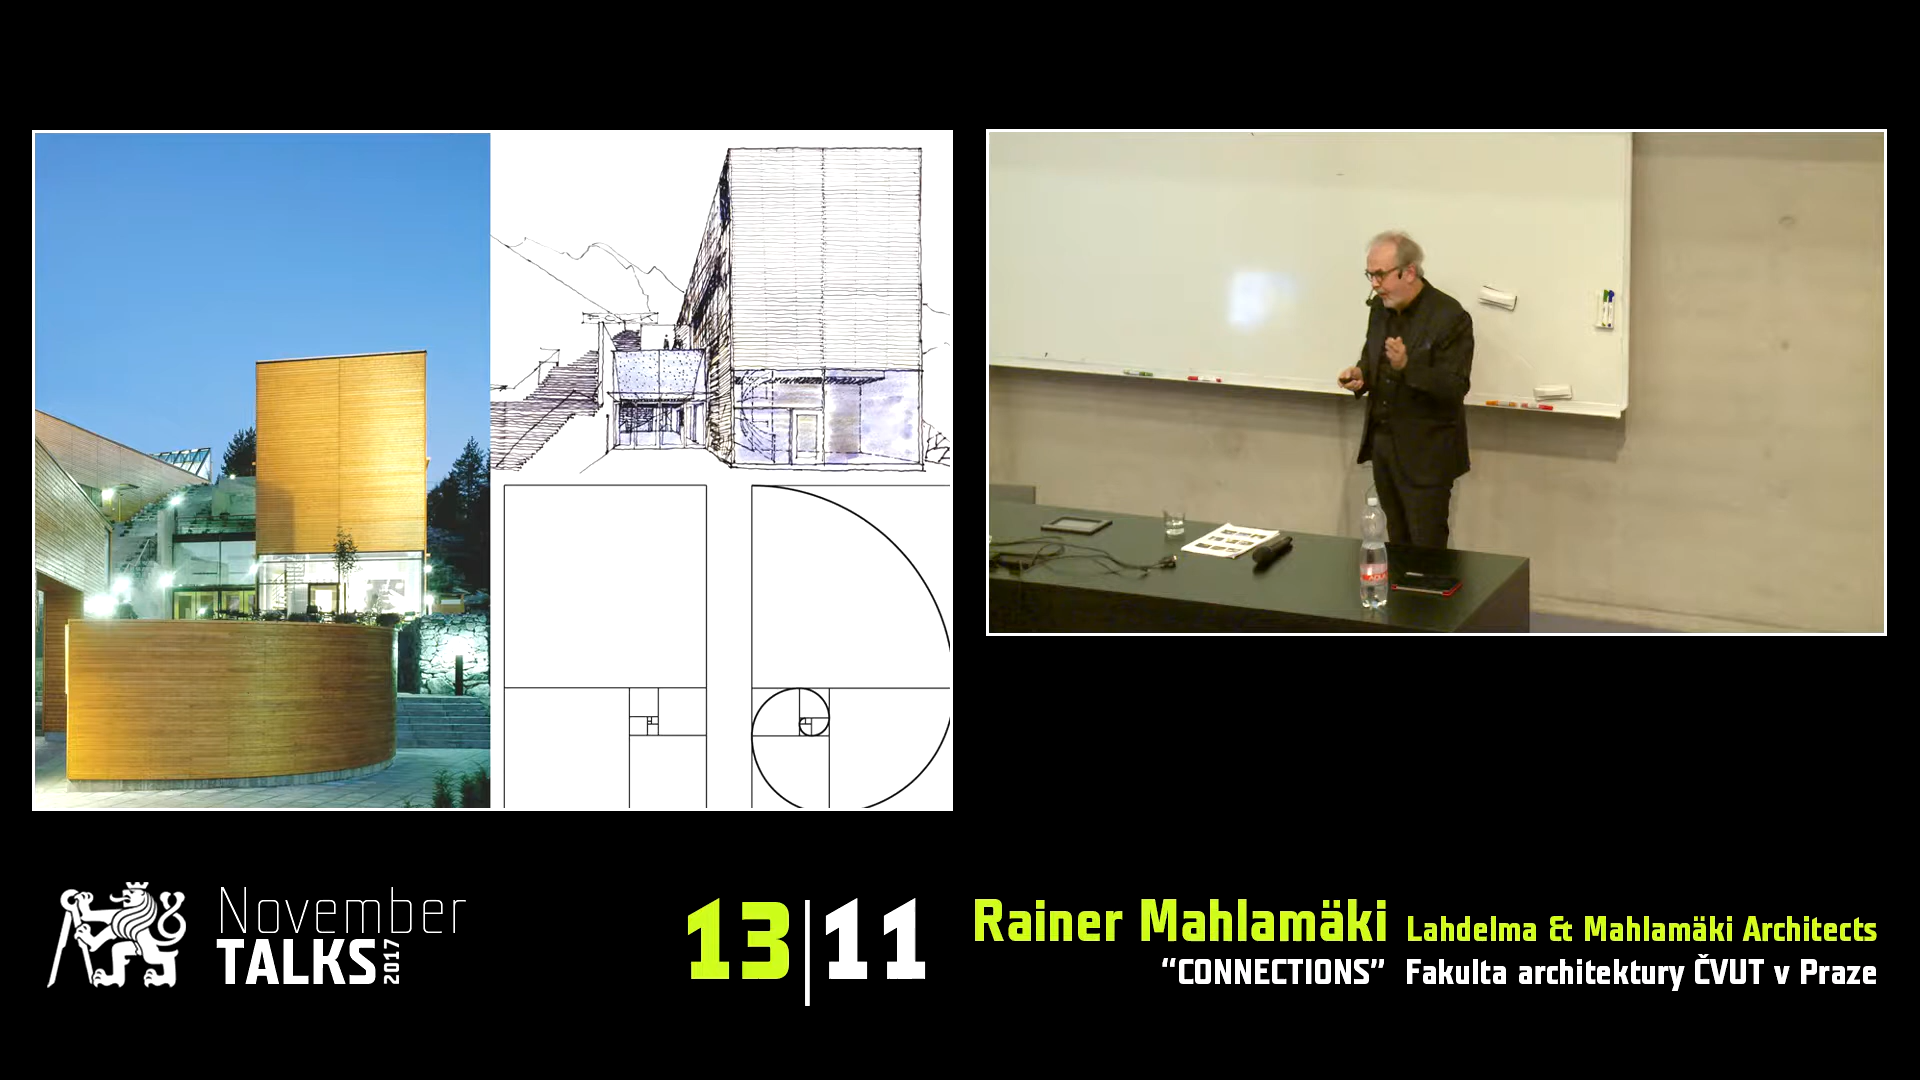 November
TALKS 2017
13|11
Rainer Mahlamäki Lahdelma & Mahlamäki Architects
“CONNECTIONS” Fakulta architektury ČVUT v Praze